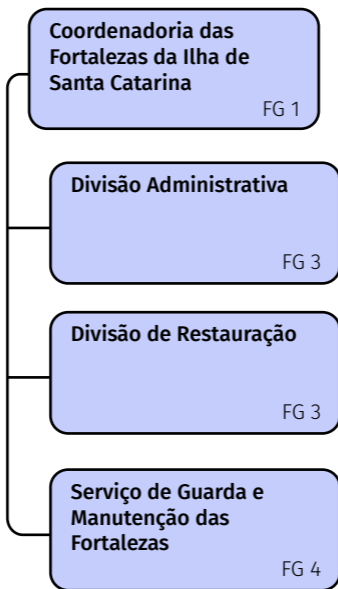 Coordenadoria das
Fortalezas da Ilha de
Santa Catarina
FG 1
Divisão Administrativa
FG 3
Divisão de Restauração
FG 3
Serviço de Guarda e
Manutenção das
Fortalezas
FG 4